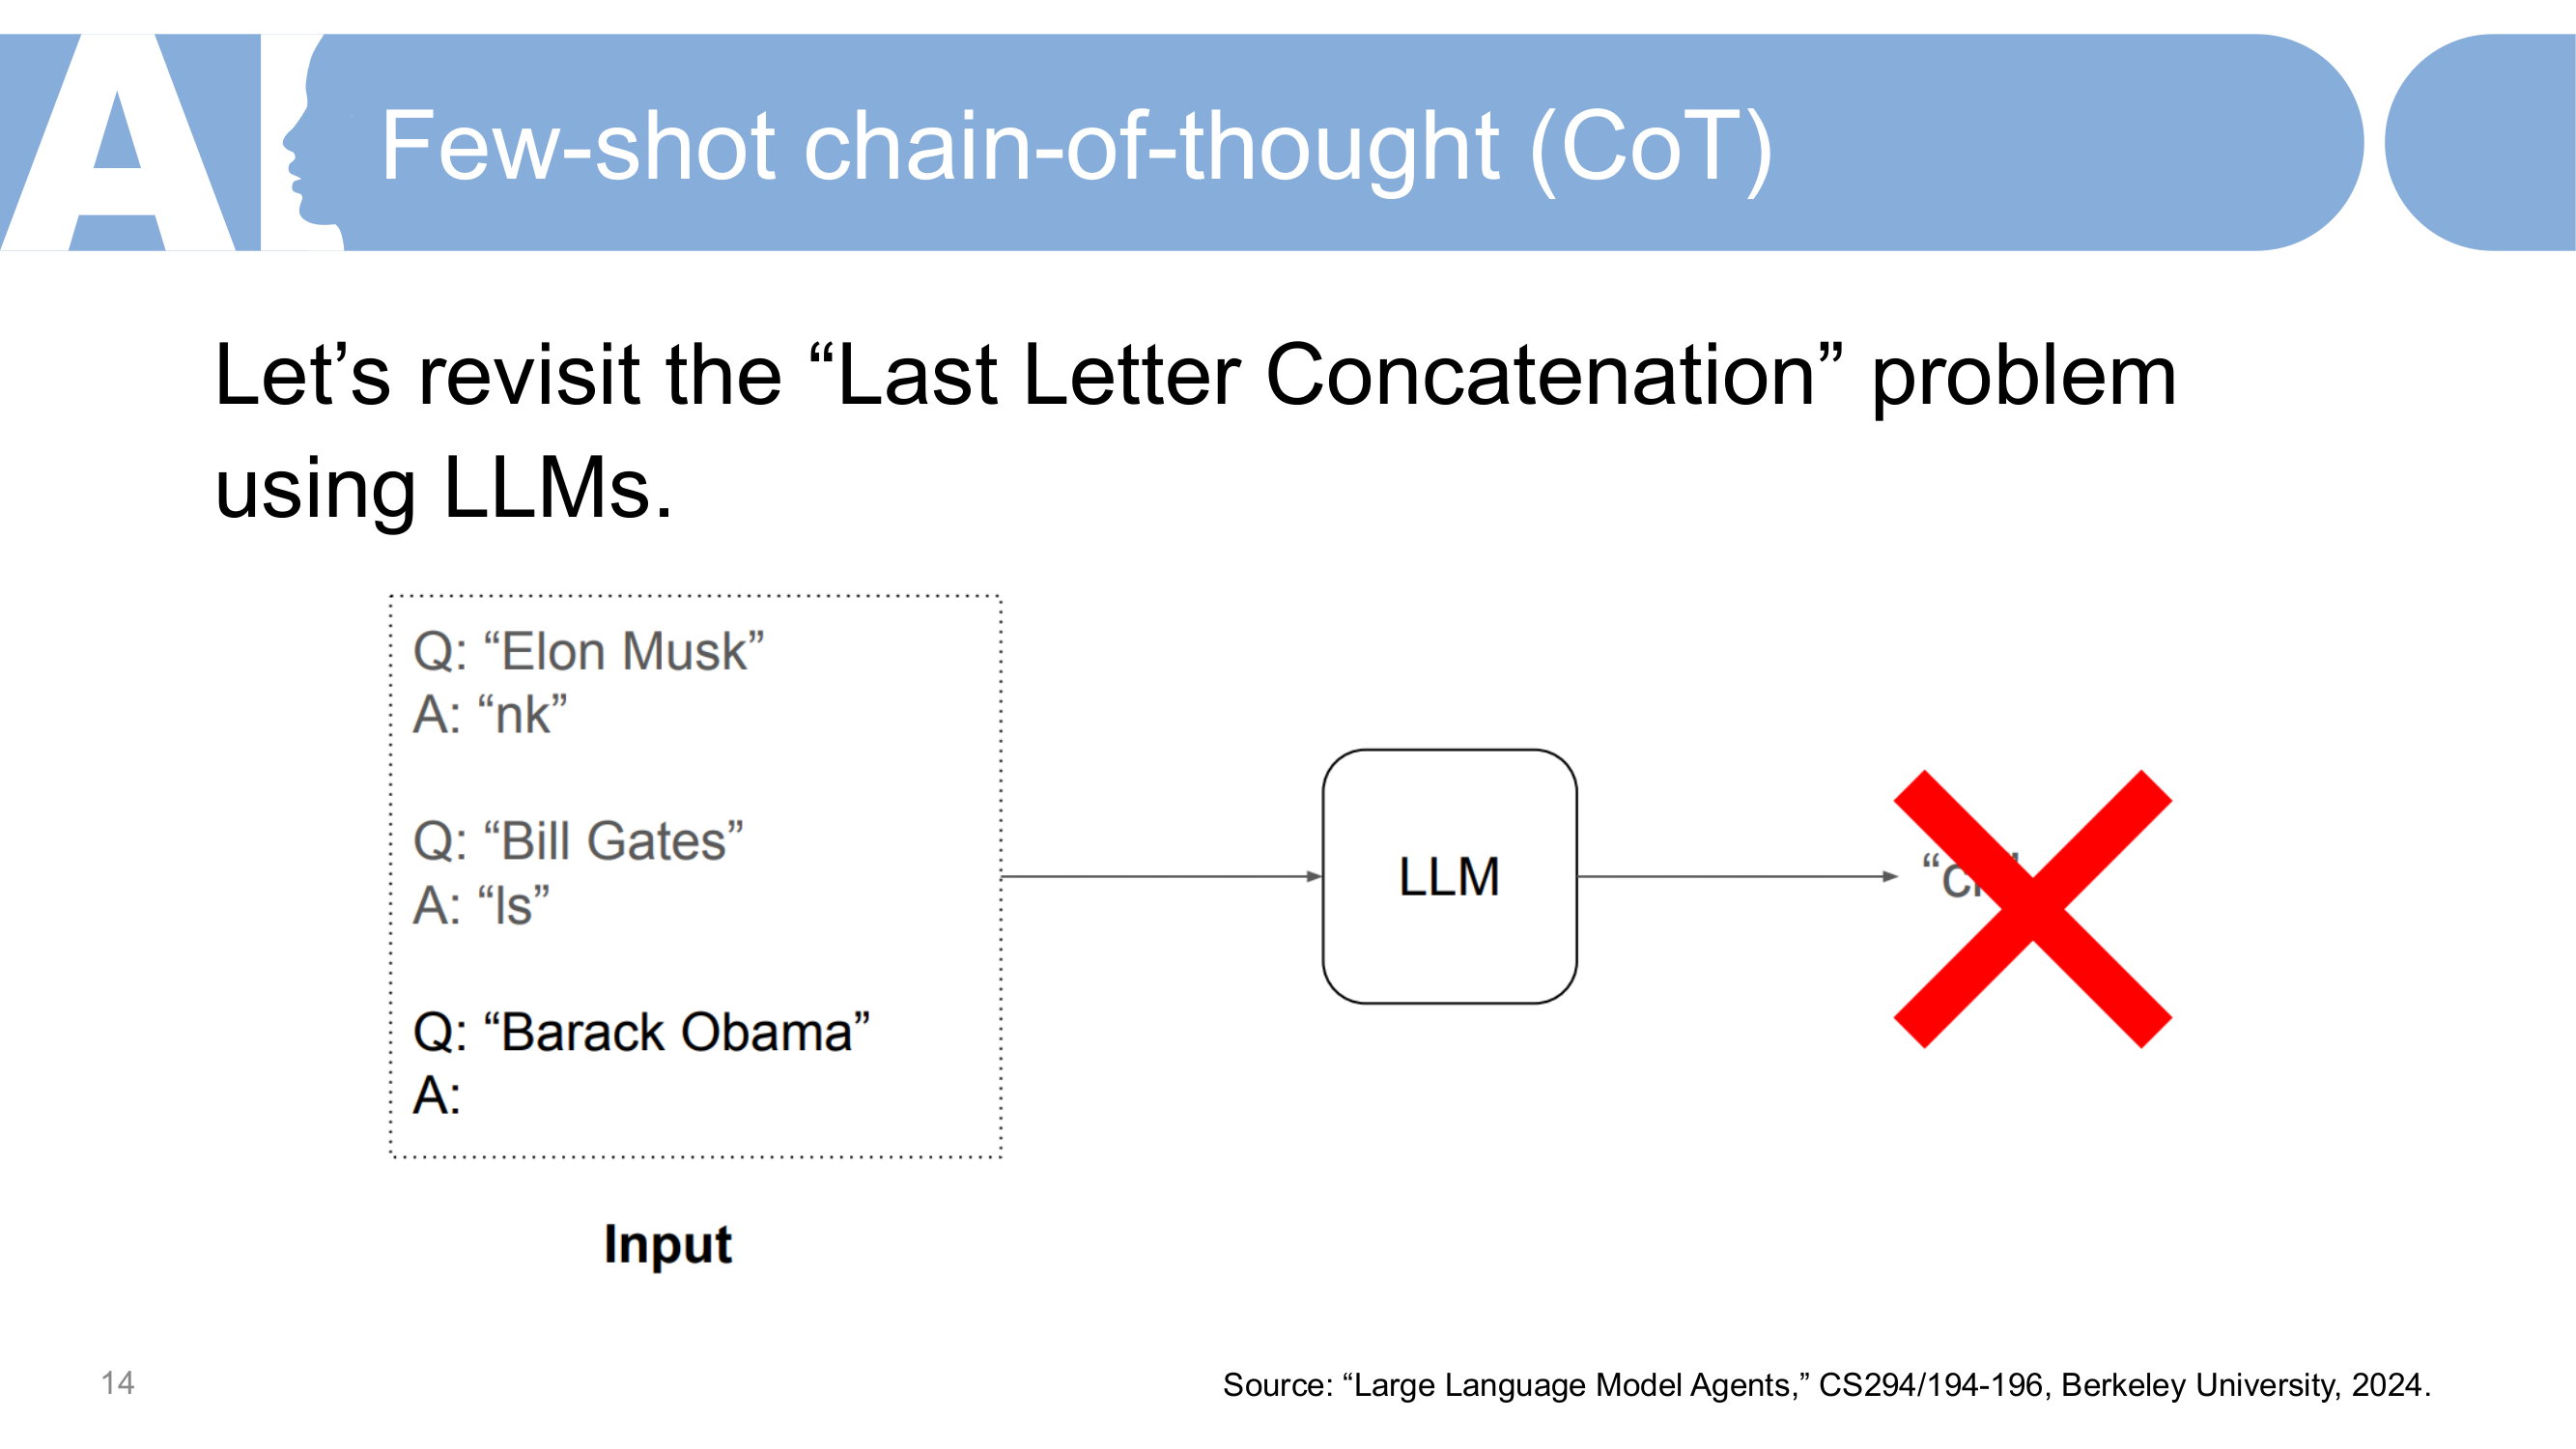 AI
Few-shot chain-of-thought (CoT)
Let’s revisit the “Last Letter Concatenation” problem
using LLMs.
Q: “Elon Musk”
A: “nk”
Q: “Bill Gates”
A: “ls”
Q: “Barack Obama”
A:
LLM
Input
14
Source: “Large Language Model Agents,” CS294/194-196, Berkeley University, 2024.